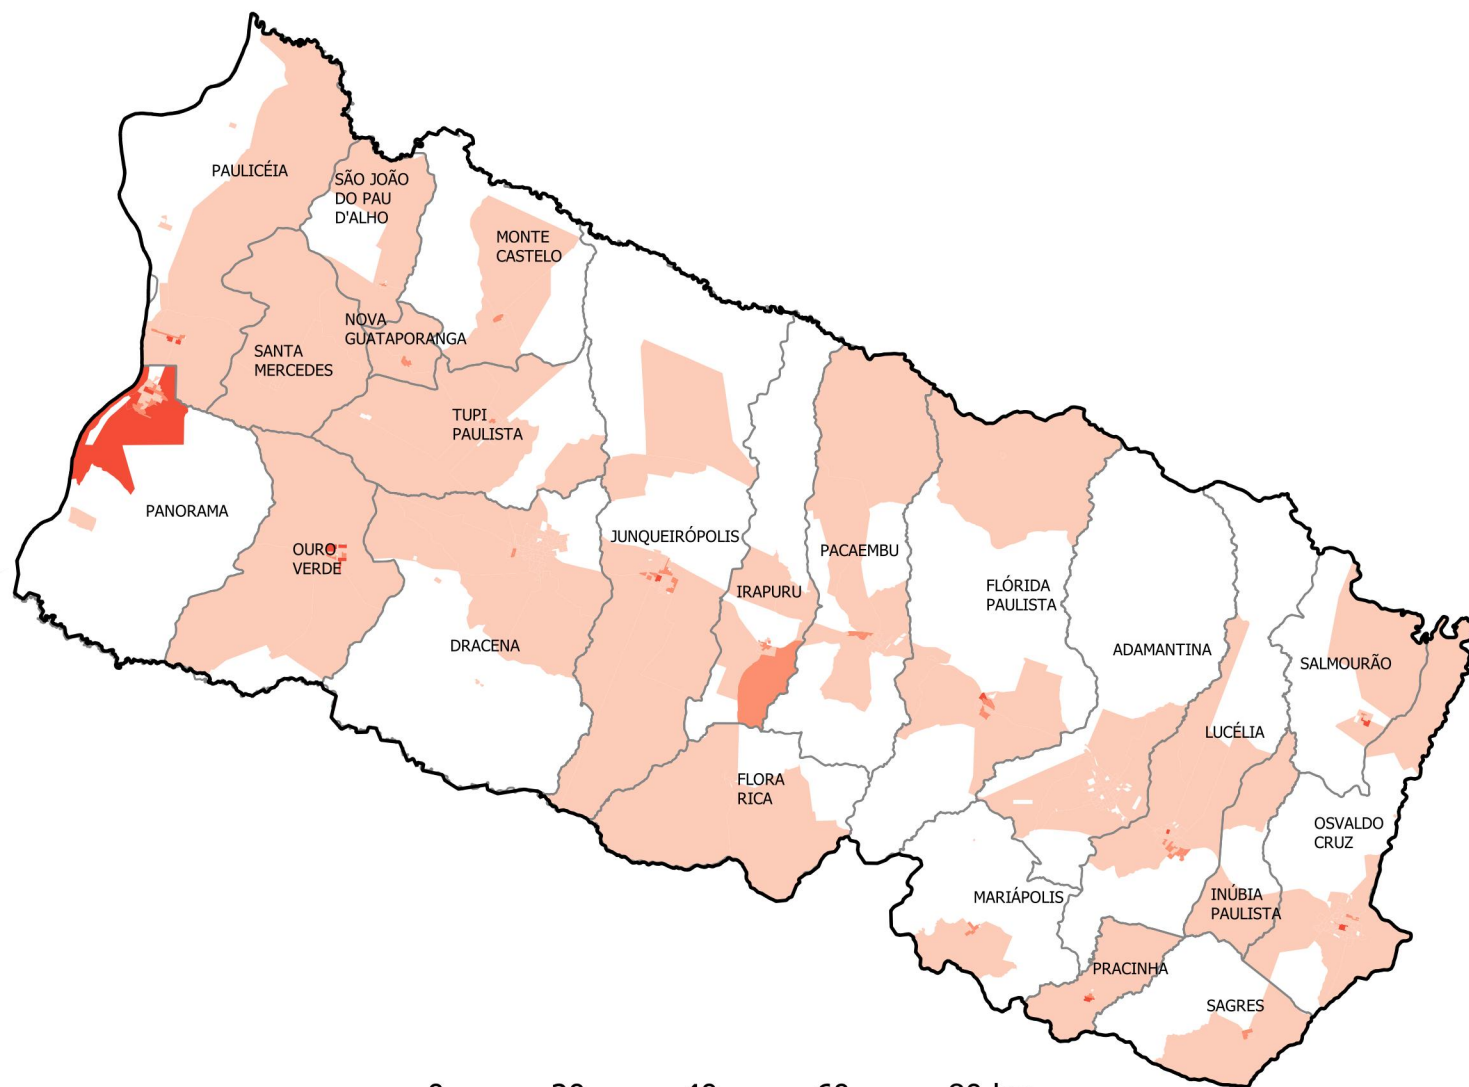 PAULICÉIA
SÃO JOÃO
DO PAU
D'ALHO
MONTE
CASTELO
NOVA
GUATAPORANGA
SANTA
MERCEDES
TUPI
PAULISTA
PANORAMA
OURO
VERDE
JUNQUEIRÓPOLIS
PACAEMBU
IRAPURU
FLÓRIDA
PAULISTA
DRACENA
ADAMANTINA
SALMOURÃO
LUCÉLIA
FLORA
RICA
OSVALDO
CRUZ
MARIÁPOLIS
INÚBIA
PAULISTA
PRACINHA
SAGRES